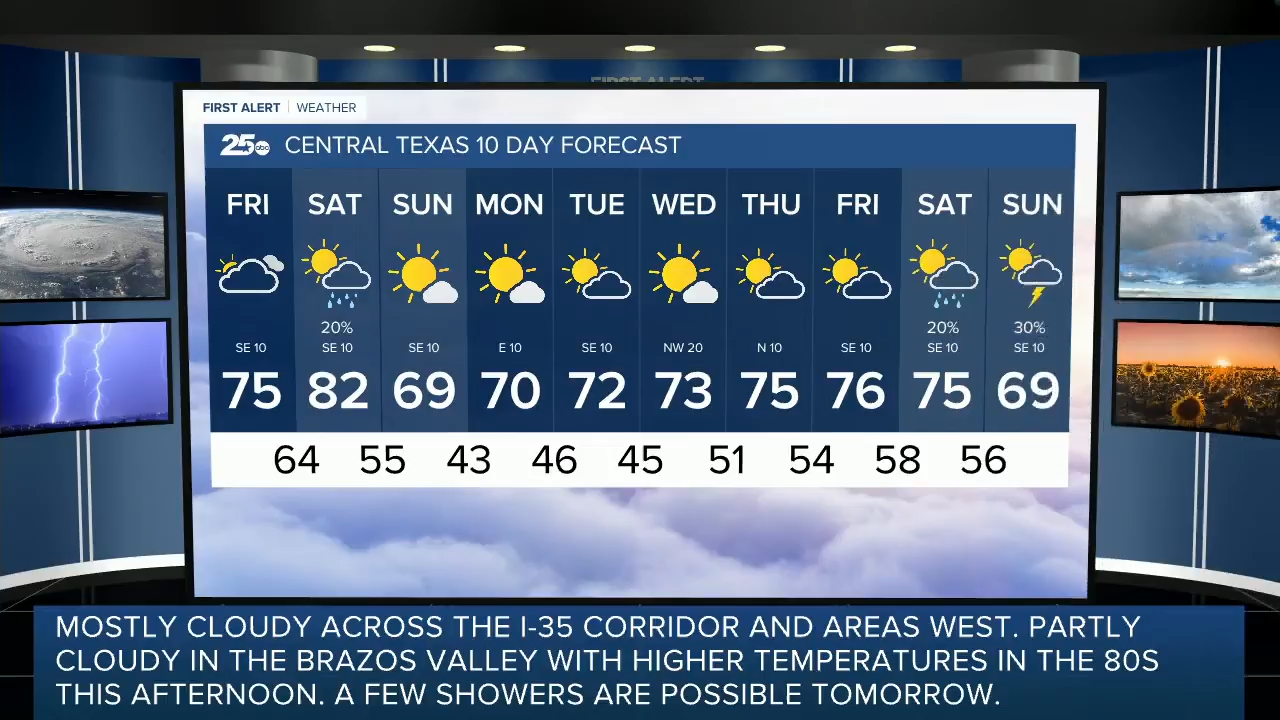 FIRST ALERT
FIRST ALERT | WEATHER
25 abc CENTRAL TEXAS 10 DAY FORECAST
FRI SAT SUN MON TUE WED THU FRI SAT SUN
20% 20% 30%
SE 10 SE 10 SE 10 E 10 SE 10 NW 20 N 10 SE 10 SE 10 SE 10
75 82 69 70 72 73 75 76 75 69
64 55 43 46 45 51 54 58 56
MOSTLY CLOUDY ACROSS THE I-35 CORRIDOR AND AREAS WEST. PARTLY
CLOUDY IN THE BRAZOS VALLEY WITH HIGHER TEMPERATURES IN THE 80S
THIS AFTERNOON. A FEW SHOWERS ARE POSSIBLE TOMORROW.